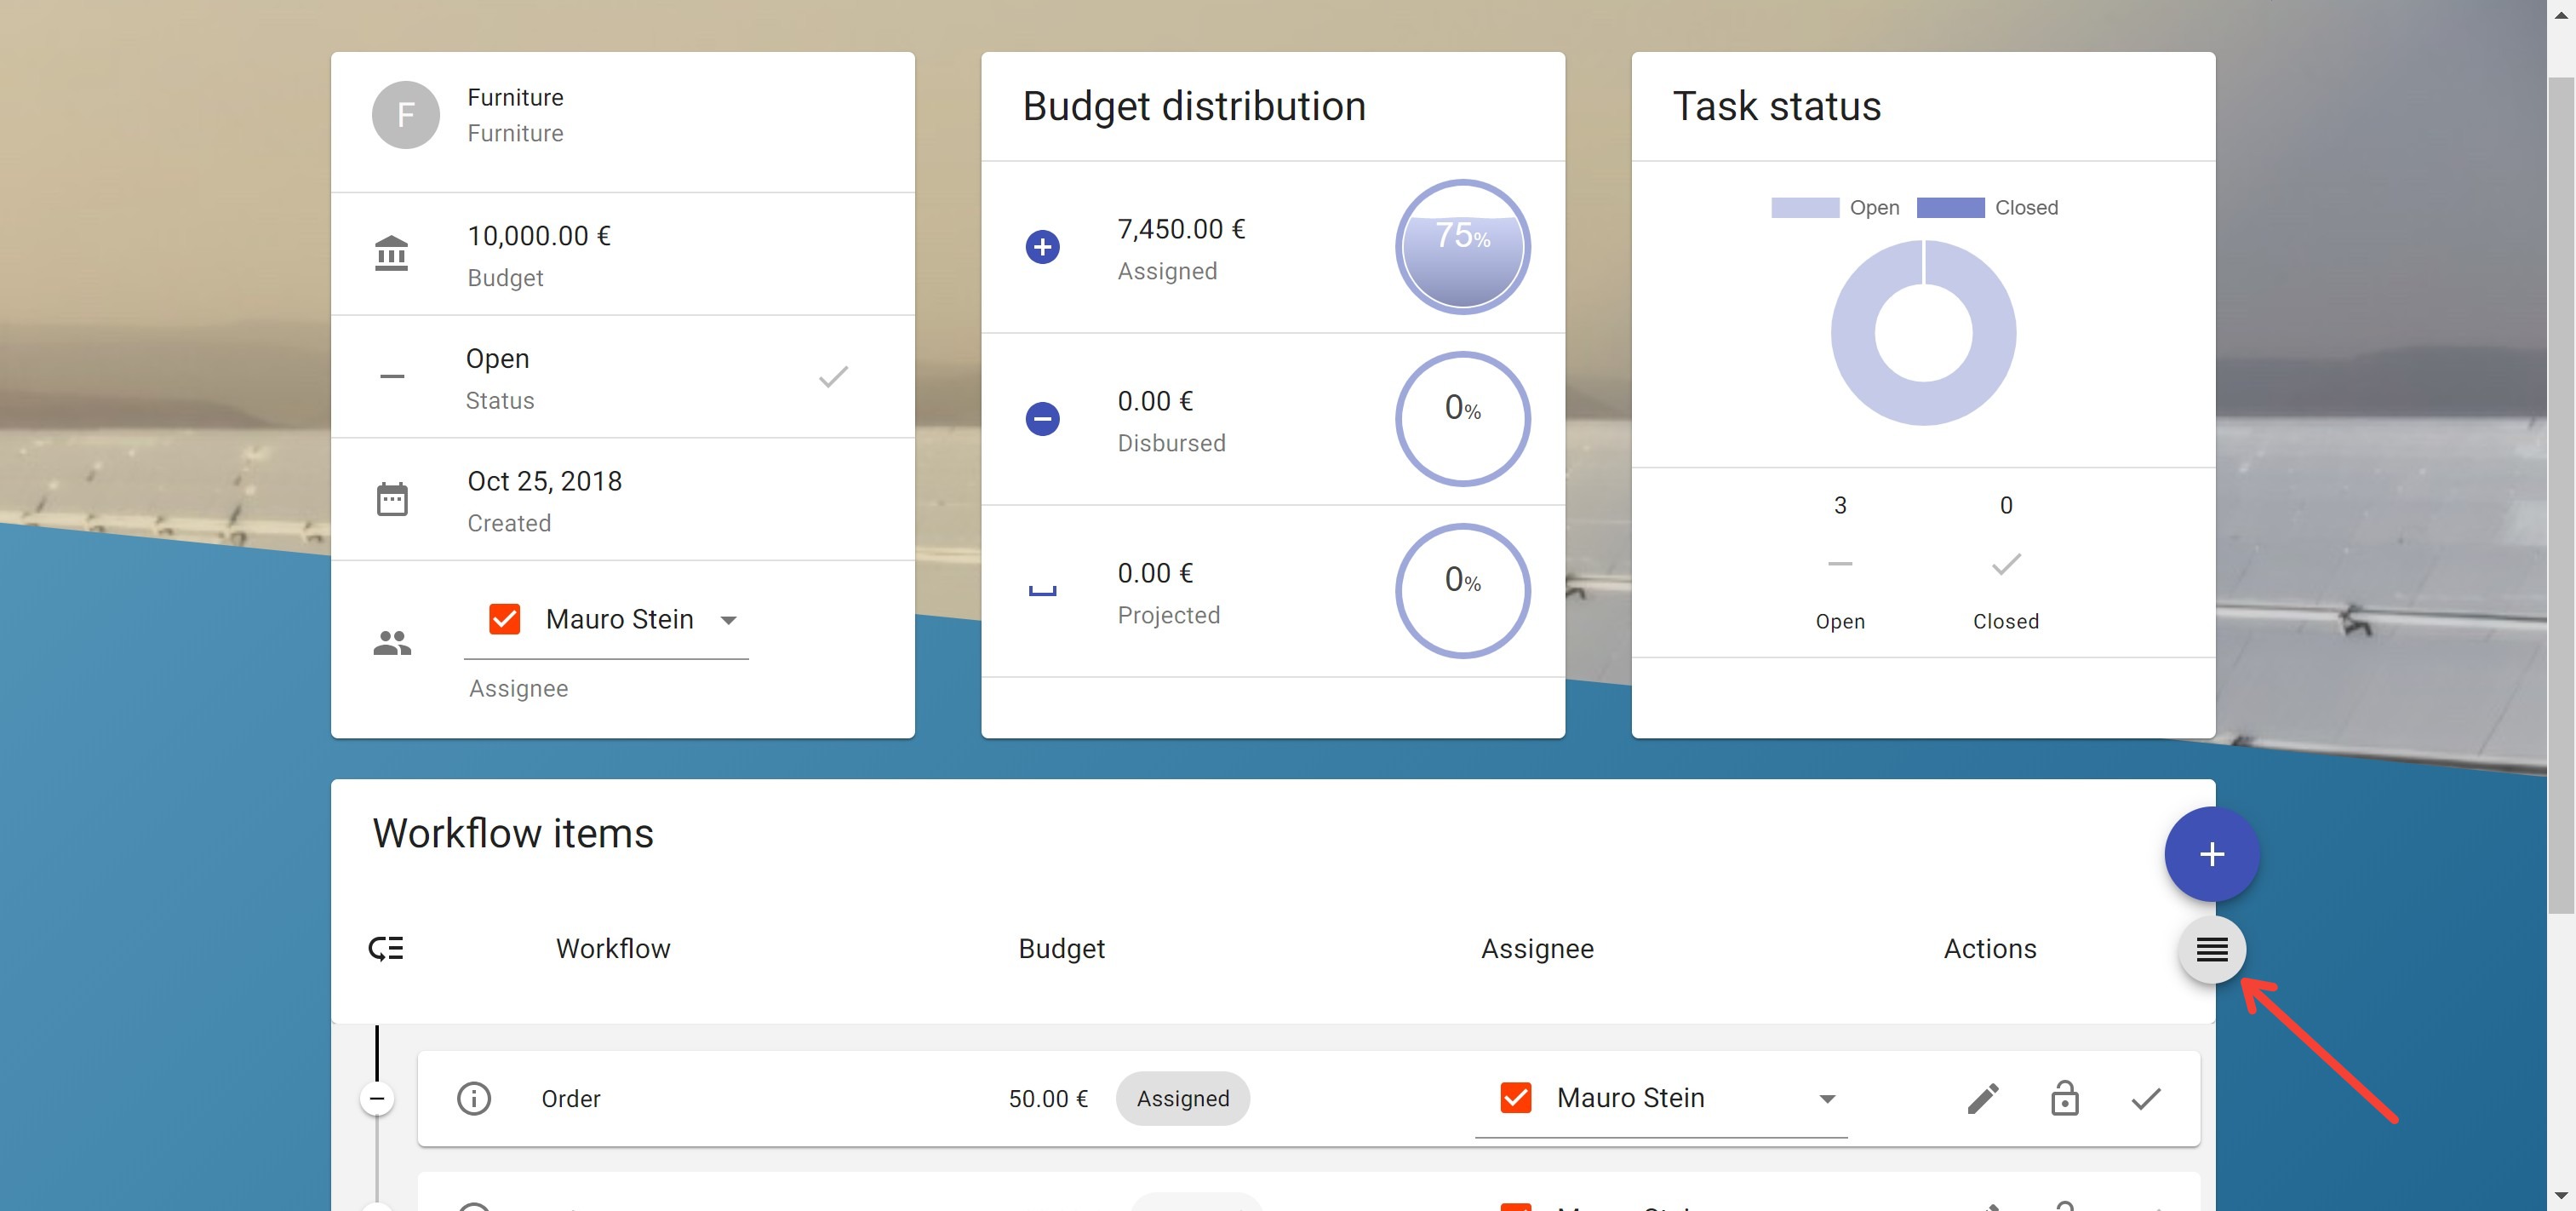 F
Furniture
Furniture
10,000.00 €
Budget
Open
Status
Oct 25, 2018
Created
Mauro Stein
Assignee
Budget distribution
7,450.00 €
Assigned
75%
0.00 €
Disbursed
0%
0.00 €
Projected
0%
Task status
Open Closed
3 0
Open Closed
Workflow items
Workflow Budget Assignee Actions
Order 50.00 € Assigned Mauro Stein